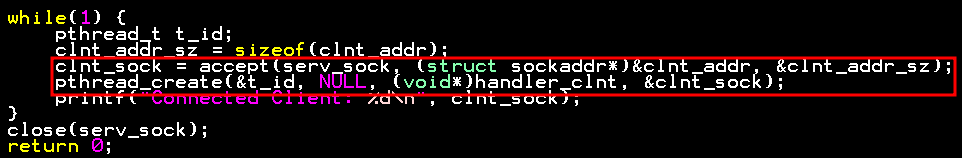 while(1) {
    pthread_t t_id;
    clnt_addr_sz = sizeof(clnt_addr);
    clnt_sock = accept(serv_sock, (struct sockaddr*)&clnt_addr, &clnt_addr_sz);
    pthread_create(&t_id, NULL, (void*)handler_clnt, &clnt_sock);
    printf("Connected Client: %d\n", clnt_sock);
}
close(serv_sock);
return 0;